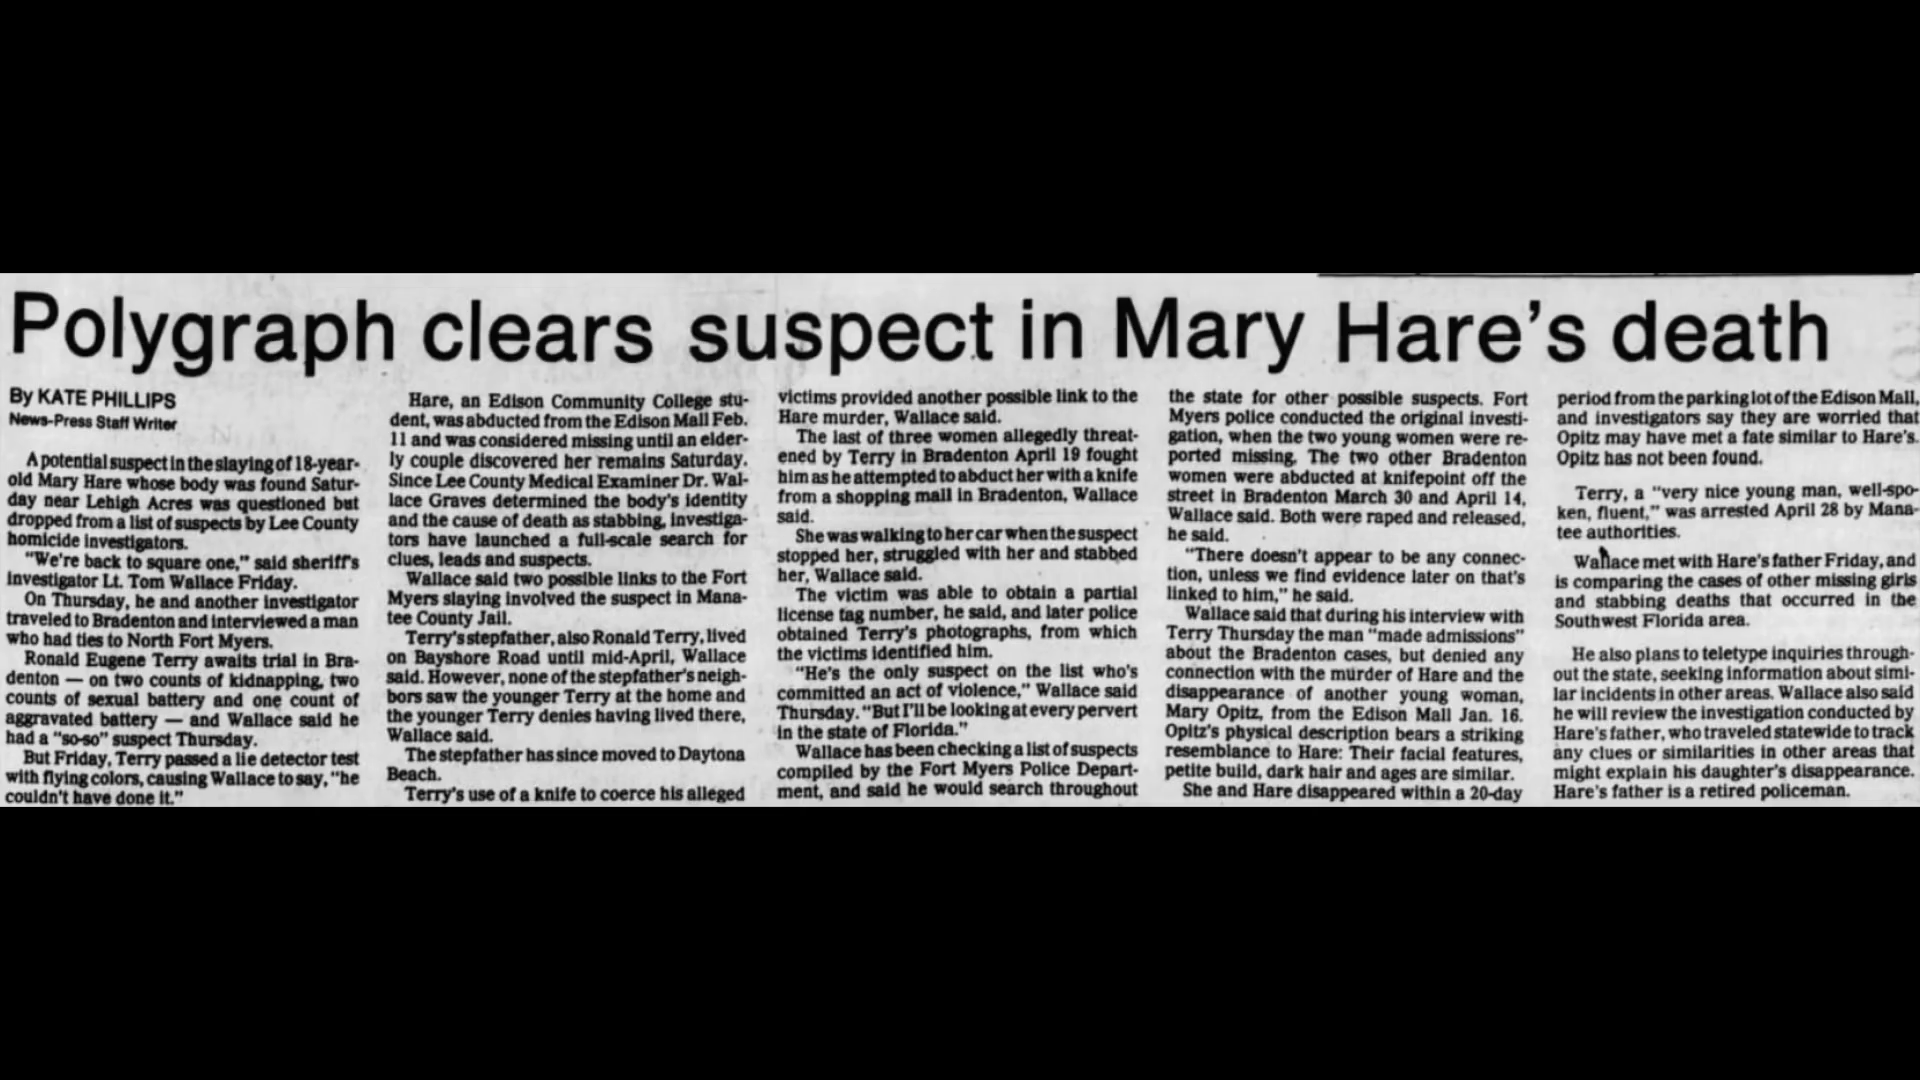 Polygraph clears suspect in Mary Hare's death
By KATE PHILLIPS
News-Press Staff Writer
A potential suspect in the slaying of 18-year-
old Mary Hare whose body was found Satur-
day near Lehigh Acres was questioned but
dropped from a list of suspects by Lee County
homicide investigators.
"We're back to square one," said sheriff's
investigator Lt. Tom Wallace Friday.
On Thursday, he and another investigator
traveled to Bradenton and interviewed a man
who had ties to North Fort Myers.
Ronald Eugene Terry awaits trial in Bra-
denton — on two counts of kidnapping, two
counts of sexual battery and one count of
aggravated battery — and Wallace said he
had a "so-so" suspect Thursday.
But Friday, Terry passed a lie detector test
with flying colors, causing Wallace to say, "he
couldn't have done it."
Hare, an Edison Community College stu-
dent, was abducted from the Edison Mall Feb.
11 and was considered missing until an elder-
ly couple discovered her remains Saturday.
Since Lee County Medical Examiner Dr. Wal-
lace Graves determined the body's identity
and the cause of death as stabbing, investiga-
tors have launched a full-scale search for
clues, leads and suspects.
Wallace said two possible links to the Fort
Myers slaying involved the suspect in Mana-
tee County Jail.
Terry's stepfather, also Ronald Terry, lived
on Bayshore Road until mid-April, Wallace
said. However, none of the stepfather's neigh-
bors saw the younger Terry at the home and
the younger Terry denies having lived there,
Wallace said.
The stepfather has since moved to Daytona
Beach.
Terry's use of a knife to coerce his alleged
victims provided another possible link to the
Hare murder, Wallace said.
The last of three women allegedly threat-
ened by Terry in Bradenton April 19 fought
him as he attempted to abduct her with a knife
from a shopping mall in Bradenton, Wallace
said.
She was walking to her car when the suspect
stopped her, struggled with her and stabbed
her, Wallace said.
The victim was able to obtain a partial
license tag number, he said, and later police
obtained Terry's photographs, from which
the victims identified him.
"He's the only suspect on the list who's
committed an act of violence," Wallace said
Thursday. "But I'll be looking at every pervert
in the state of Florida."
Wallace has been checking a list of suspects
compiled by the Fort Myers Police Depart-
ment, and said he would search throughout
the state for other possible suspects. Fort
Myers police conducted the original investi-
gation, when the two young women were re-
ported missing. The two other Bradenton
women were abducted at knifepoint off the
street in Bradenton March 30 and April 14,
Wallace said. Both were raped and released,
he said.
"There doesn't appear to be any connec-
tion, unless we find evidence later on that's
linked to him," he said.
Wallace said that during his interview with
Terry Thursday the man "made admissions"
about the Bradenton cases, but denied any
connection with the murder of Hare and the
disappearance of another young woman,
Mary Opitz, from the Edison Mall Jan. 16.
Opitz's physical description bears a striking
resemblance to Hare: Their facial features,
petite build, dark hair and ages are similar.
She and Hare disappeared within a 20-day
period from the parking lot of the Edison Mall,
and investigators say they are worried that
Opitz may have met a fate similar to Hare's.
Opitz has not been found.
Terry, a "very nice young man, well-spo-
ken, fluent," was arrested April 28 by Mana-
tee authorities.
Wallace met with Hare's father Friday, and
is comparing the cases of other missing girls
and stabbing deaths that occurred in the
Southwest Florida area.
He also plans to teletype inquiries through-
out the state, seeking information about simi-
lar incidents in other areas. Wallace also said
he will review the investigation conducted by
Hare's father, who traveled statewide to track
any clues or similarities in other areas that
might explain his daughter's disappearance.
Hare's father is a retired policeman.